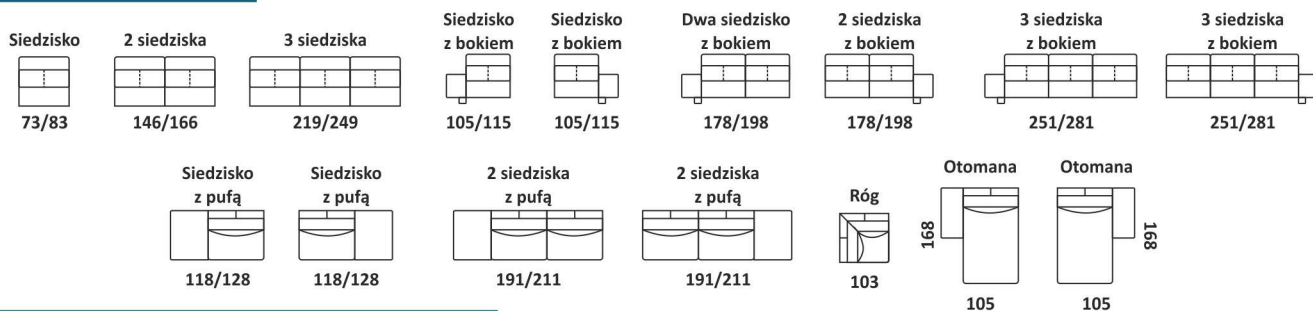 Siedzisko
73/83
2 siedziska
146/166
3 siedziska
219/249
Siedzisko
z bokiem
105/115
Siedzisko
z bokiem
105/115
Dwa siedzisko
z bokiem
178/198
2 siedziska
z bokiem
178/198
3 siedziska
z bokiem
251/281
3 siedziska
z bokiem
251/281
Siedzisko
z pufą
118/128
Siedzisko
z pufą
118/128
2 siedziska
z pufą
191/211
2 siedziska
z pufą
191/211
Róg
103
Otomana
168
105
Otomana
168
105